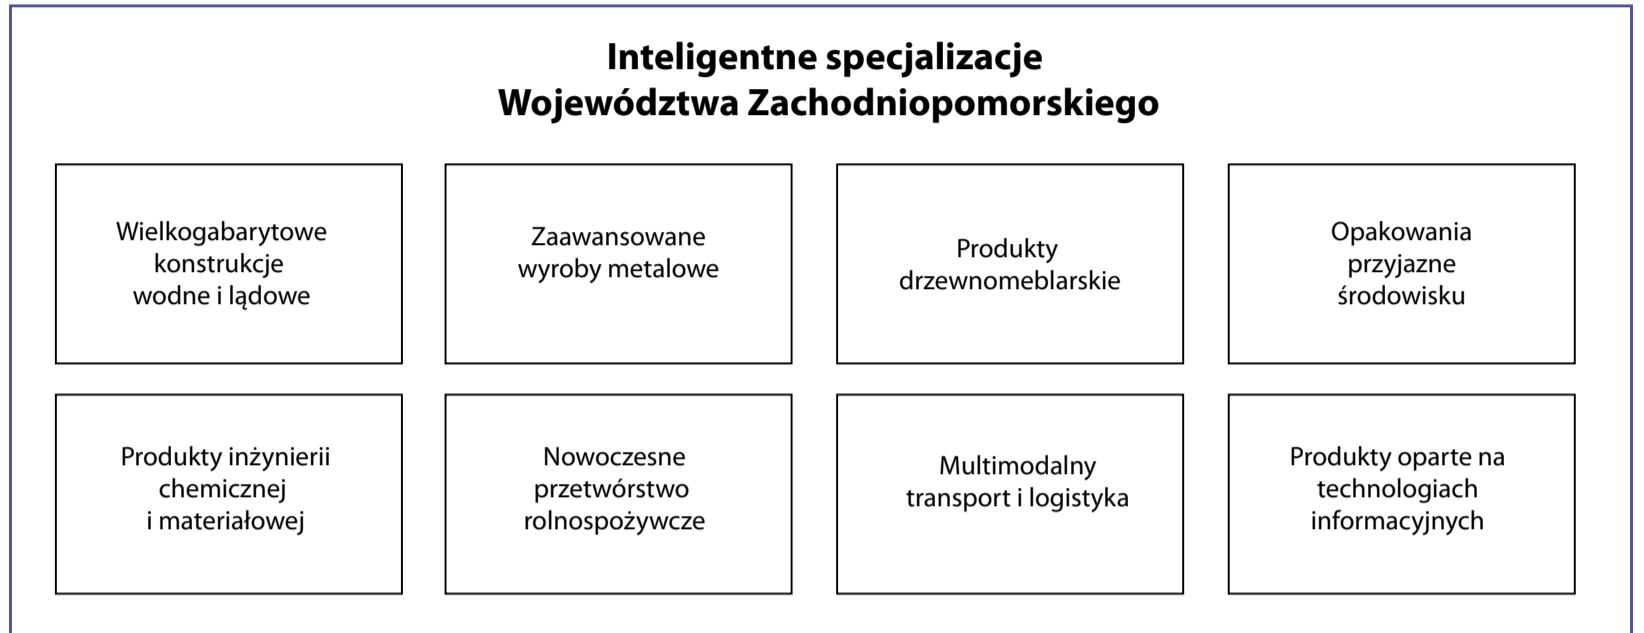 Inteligentne specjalizacje
Województwa Zachodniopomorskiego
Wielkogabarytowe
konstrukcje
wodne i lądowe
Zaawansowane
wyroby metalowe
Produkty
drzewnomeblarskie
Opakowania
przyjazne
środowisku
Produkty inżynierii
chemicznej
i materiałowej
Nowoczesne
przetwórstwo
rolnospożywcze
Multimodalny
transport i logistyka
Produkty oparte na
technologiach
informacyjnych